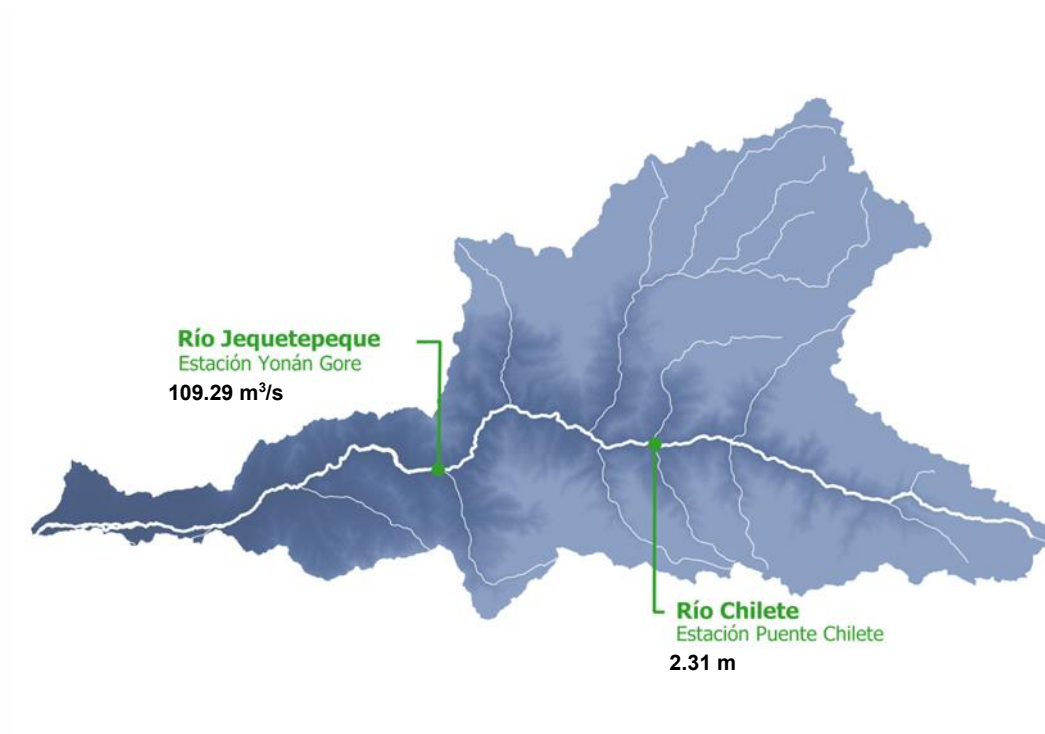 Río Jequetepeque
Estación Yonán Gore
109.29 m³/s
Río Chilete
Estación Puente Chilete
2.31 m